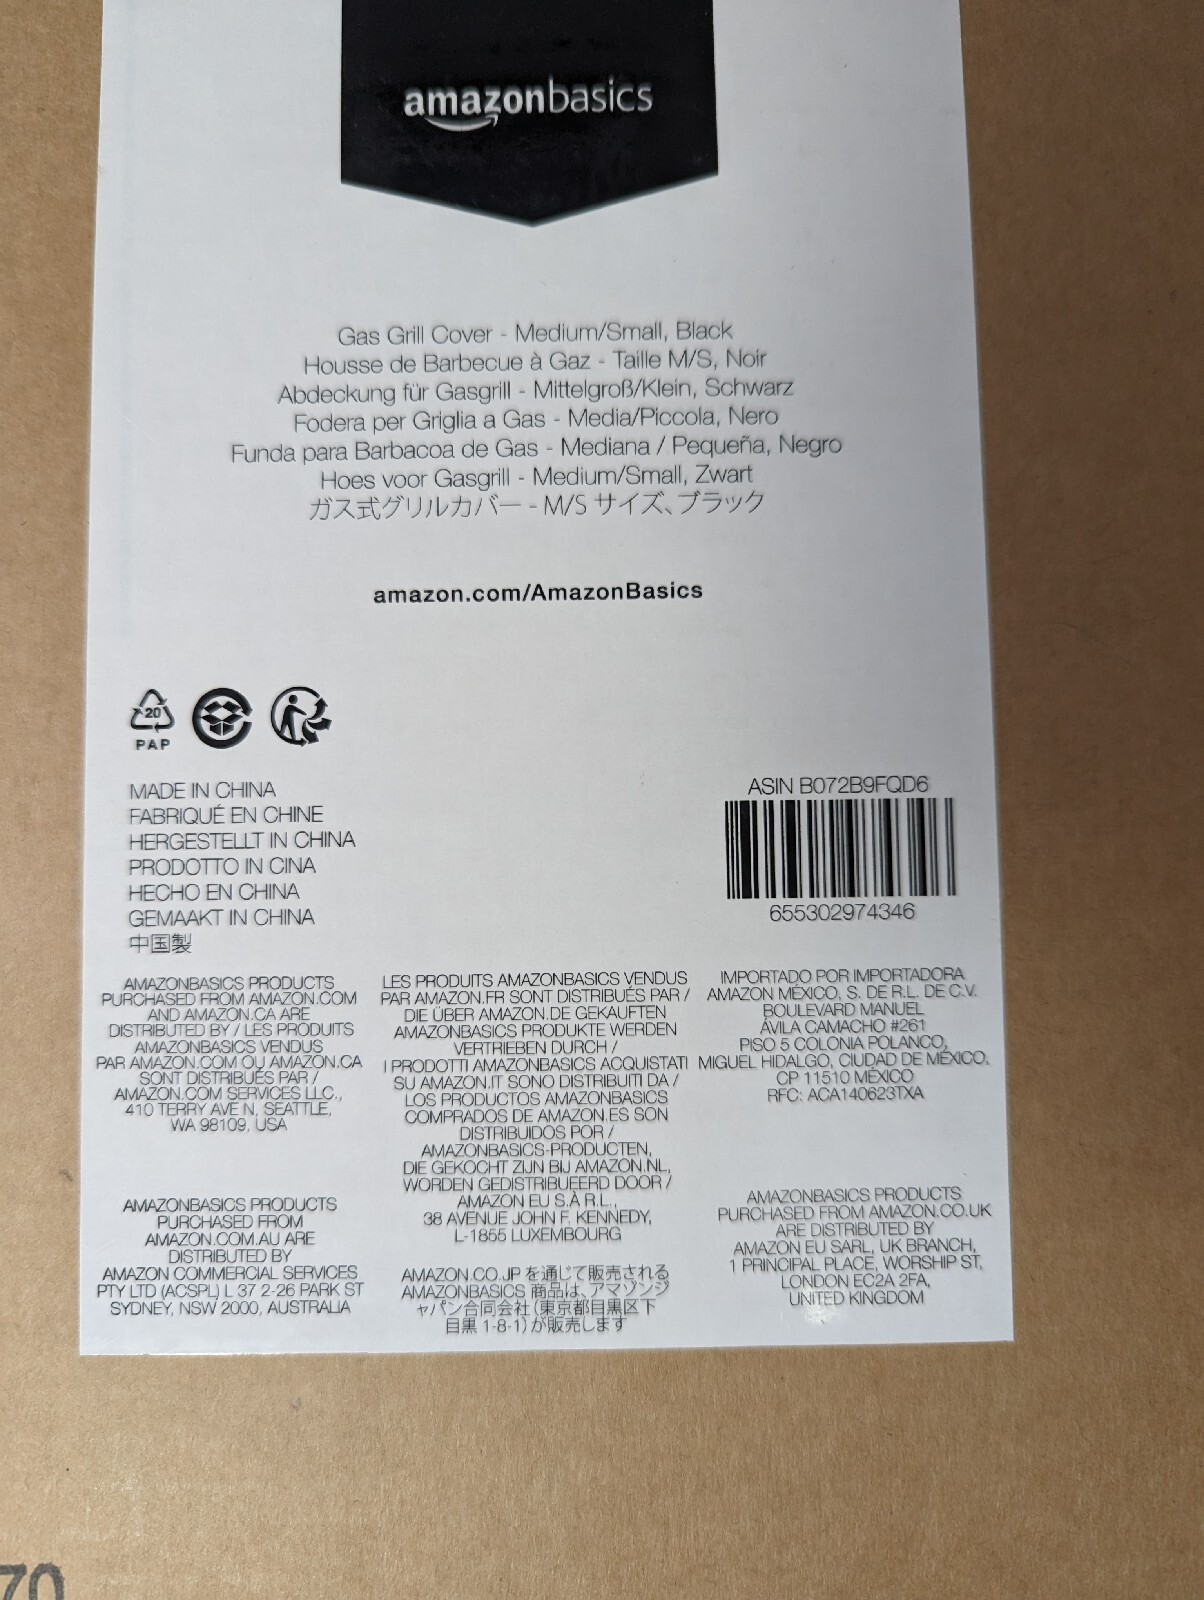 amazonbasics
Gas Grill Cover - Medium/Small, Black
Housse de Barbecue à Gaz - Taille M/S, Noir
Abdeckung für Gasgrill - Mittelgroß/Klein, Schwarz
Fodera per Griglia a Gas - Media/Piccola, Nero
Funda para Barbacoa de Gas - Mediana / Pequeña, Negro
Hoes voor Gasgrill - Medium/Small, Zwart
ガス式グリルカバー - M/S サイズ、ブラック
amazon.com/AmazonBasics
20
PAP
MADE IN CHINA
FABRIQUÉ EN CHINE
HERGESTELLT IN CHINA
PRODOTTO IN CINA
HECHO EN CHINA
GEMAAKT IN CHINA
中国製
ASIN B072B9FQD6
655302974346
AMAZONBASICS PRODUCTS
PURCHASED FROM AMAZON.COM
AND AMAZON.CA ARE
DISTRIBUTED BY / LES PRODUITS
AMAZONBASICS VENDUS
PAR AMAZON.COM OU AMAZON.CA
SONT DISTRIBUÉS PAR /
AMAZON.COM SERVICES LLC.,
410 TERRY AVE N, SEATTLE,
WA 98109, USA
AMAZONBASICS PRODUCTS
PURCHASED FROM
AMAZON.COM.AU ARE
DISTRIBUTED BY
AMAZON COMMERCIAL SERVICES
PTY LTD (ACSPL) L 37 2-26 PARK ST
SYDNEY, NSW 2000, AUSTRALIA
LES PRODUITS AMAZONBASICS VENDUS
PAR AMAZON.FR SONT DISTRIBUÉS PAR /
DIE ÜBER AMAZON.DE GEKAUFTEN
AMAZONBASICS PRODUKTE WERDEN
VERTRIEBEN DURCH /
I PRODOTTI AMAZONBASICS ACQUISTATI
SU AMAZON.IT SONO DISTRIBUITI DA /
LOS PRODUCTOS AMAZONBASICS
COMPRADOS DE AMAZON.ES SON
DISTRIBUIDOS POR /
AMAZONBASICS-PRODUCTEN,
DIE GEKOCHT ZIJN BIJ AMAZON.NL,
WORDEN GEDISTRIBUEERD DOOR /
AMAZON EU S.À R.L.,
38 AVENUE JOHN F. KENNEDY,
L-1855 LUXEMBOURG
AMAZON.CO.JP を通じて販売される
AMAZONBASICS 商品は、アマゾンジ
ャパン合同会社（東京都目黒区下
目黒 1-8-1）が販売します
IMPORTADO POR IMPORTADORA
AMAZON MÉXICO, S. DE R.L. DE C.V.
BOULEVARD MANUEL
ÁVILA CAMACHO #261
PISO 5 COLONIA POLANCO,
MIGUEL HIDALGO, CIUDAD DE MÉXICO.
CP 11510 MÉXICO
RFC: ACA140623TXA
AMAZONBASICS PRODUCTS
PURCHASED FROM AMAZON.CO.UK
ARE DISTRIBUTED BY
AMAZON EU SARL, UK BRANCH,
1 PRINCIPAL PLACE, WORSHIP ST,
LONDON EC2A 2FA,
UNITED KINGDOM
70